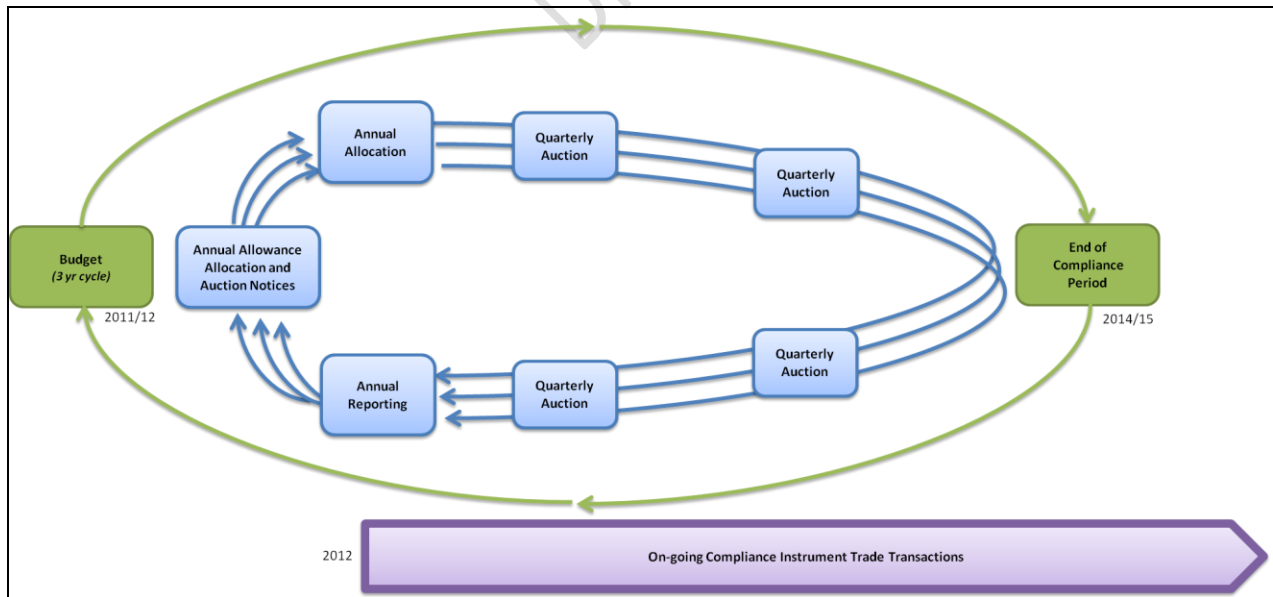 Annual
Allocation
Quarterly
Auction
Quarterly
Auction
Budget
(3 yr cycle)
2011/12
Annual Allowance
Allocation and
Auction Notices
End of
Compliance
Period
2014/15
Annual
Reporting
Quarterly
Auction
Quarterly
Auction
2012
On-going Compliance Instrument Trade Transactions